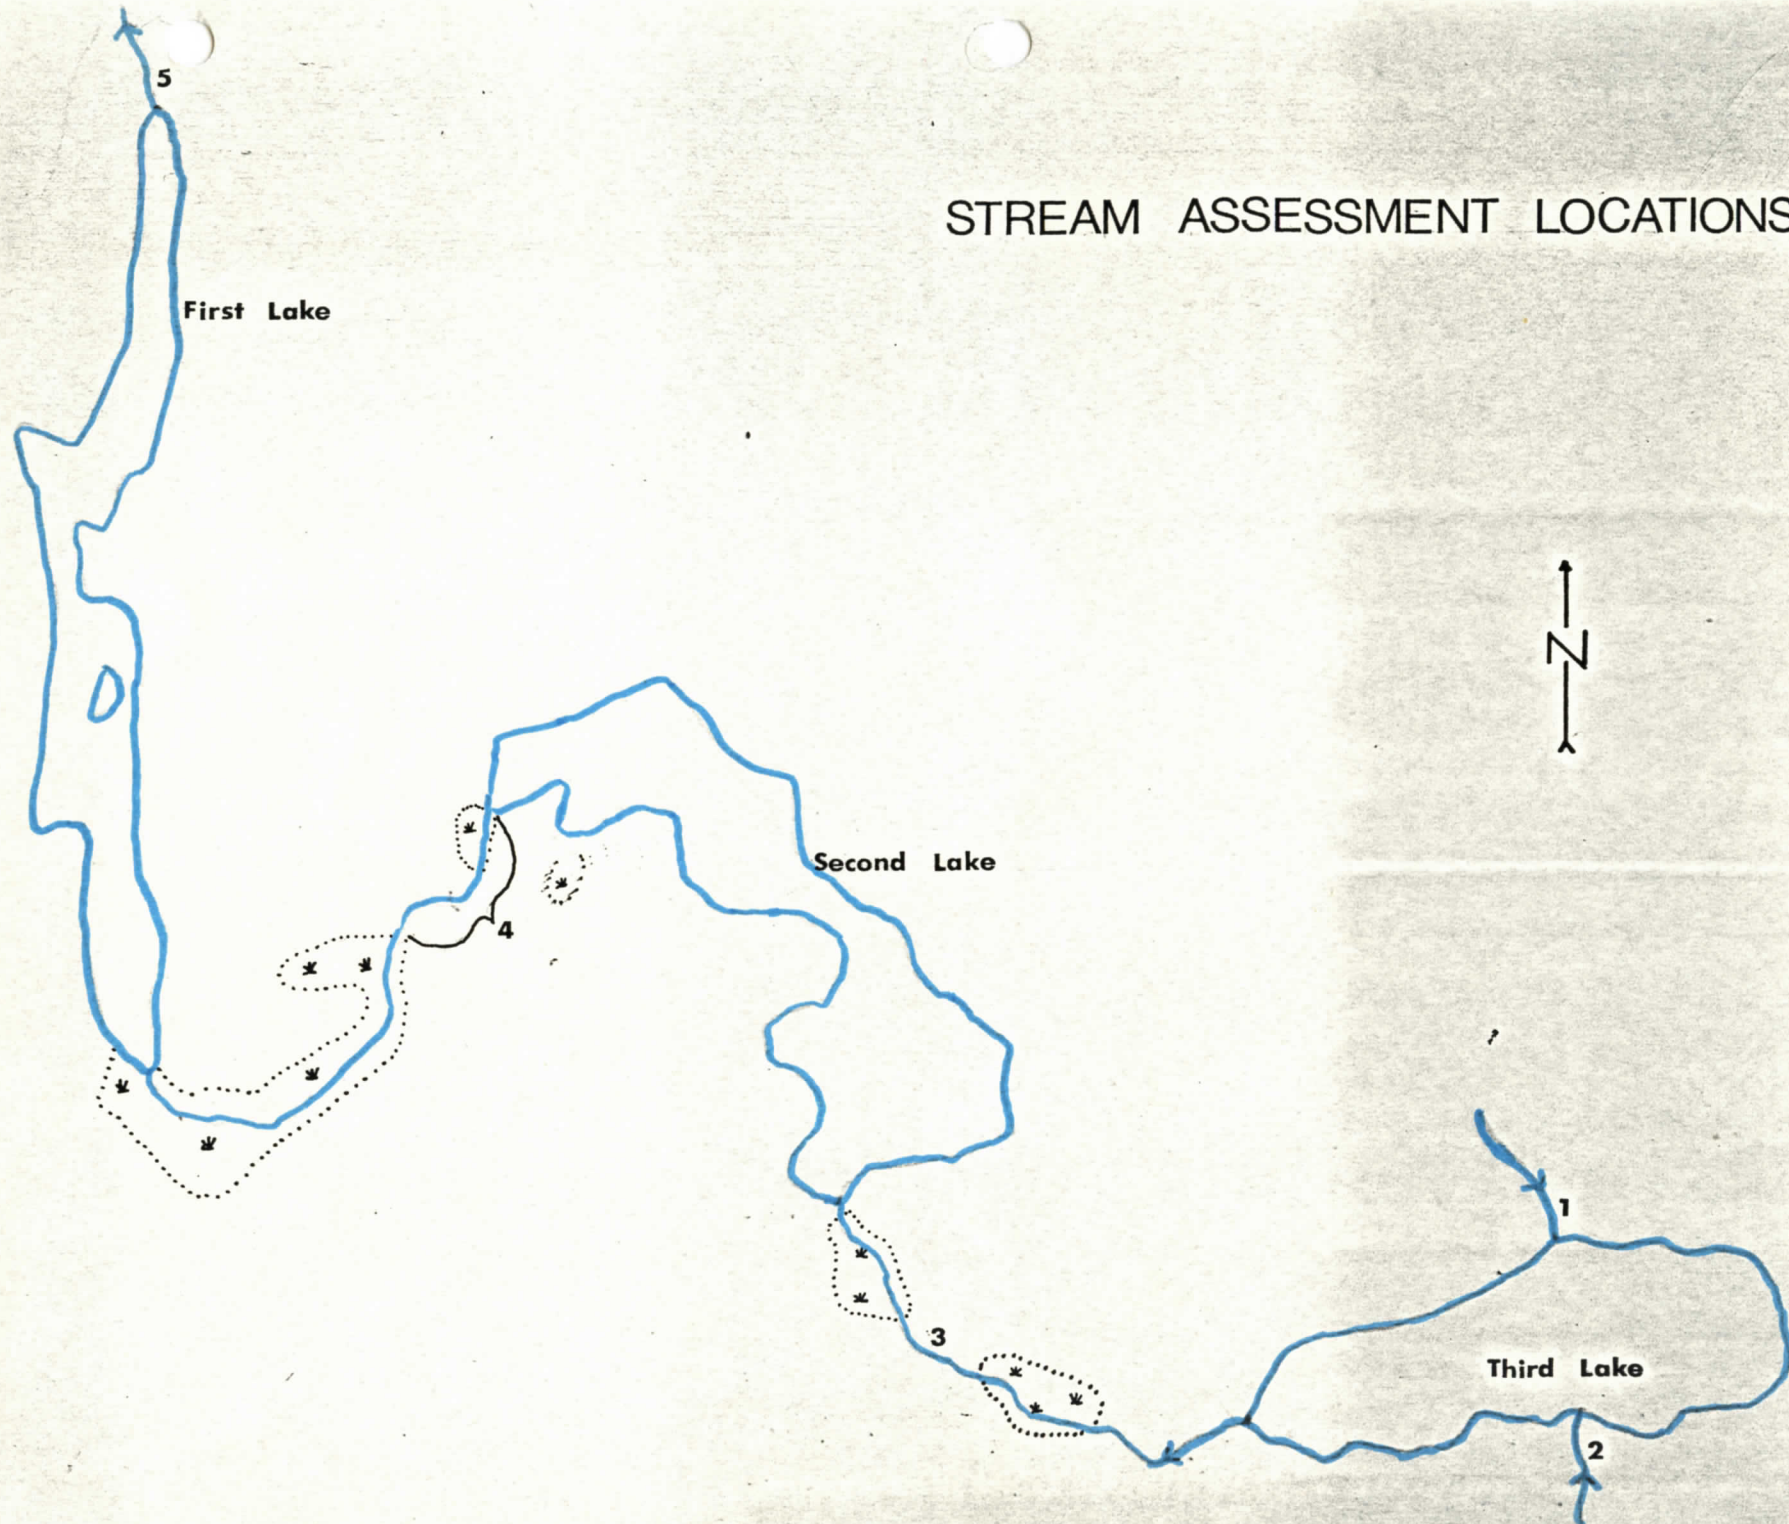 5
STREAM ASSESSMENT LOCATIONS
First Lake
N
Second Lake
4
1
3
Third Lake
2